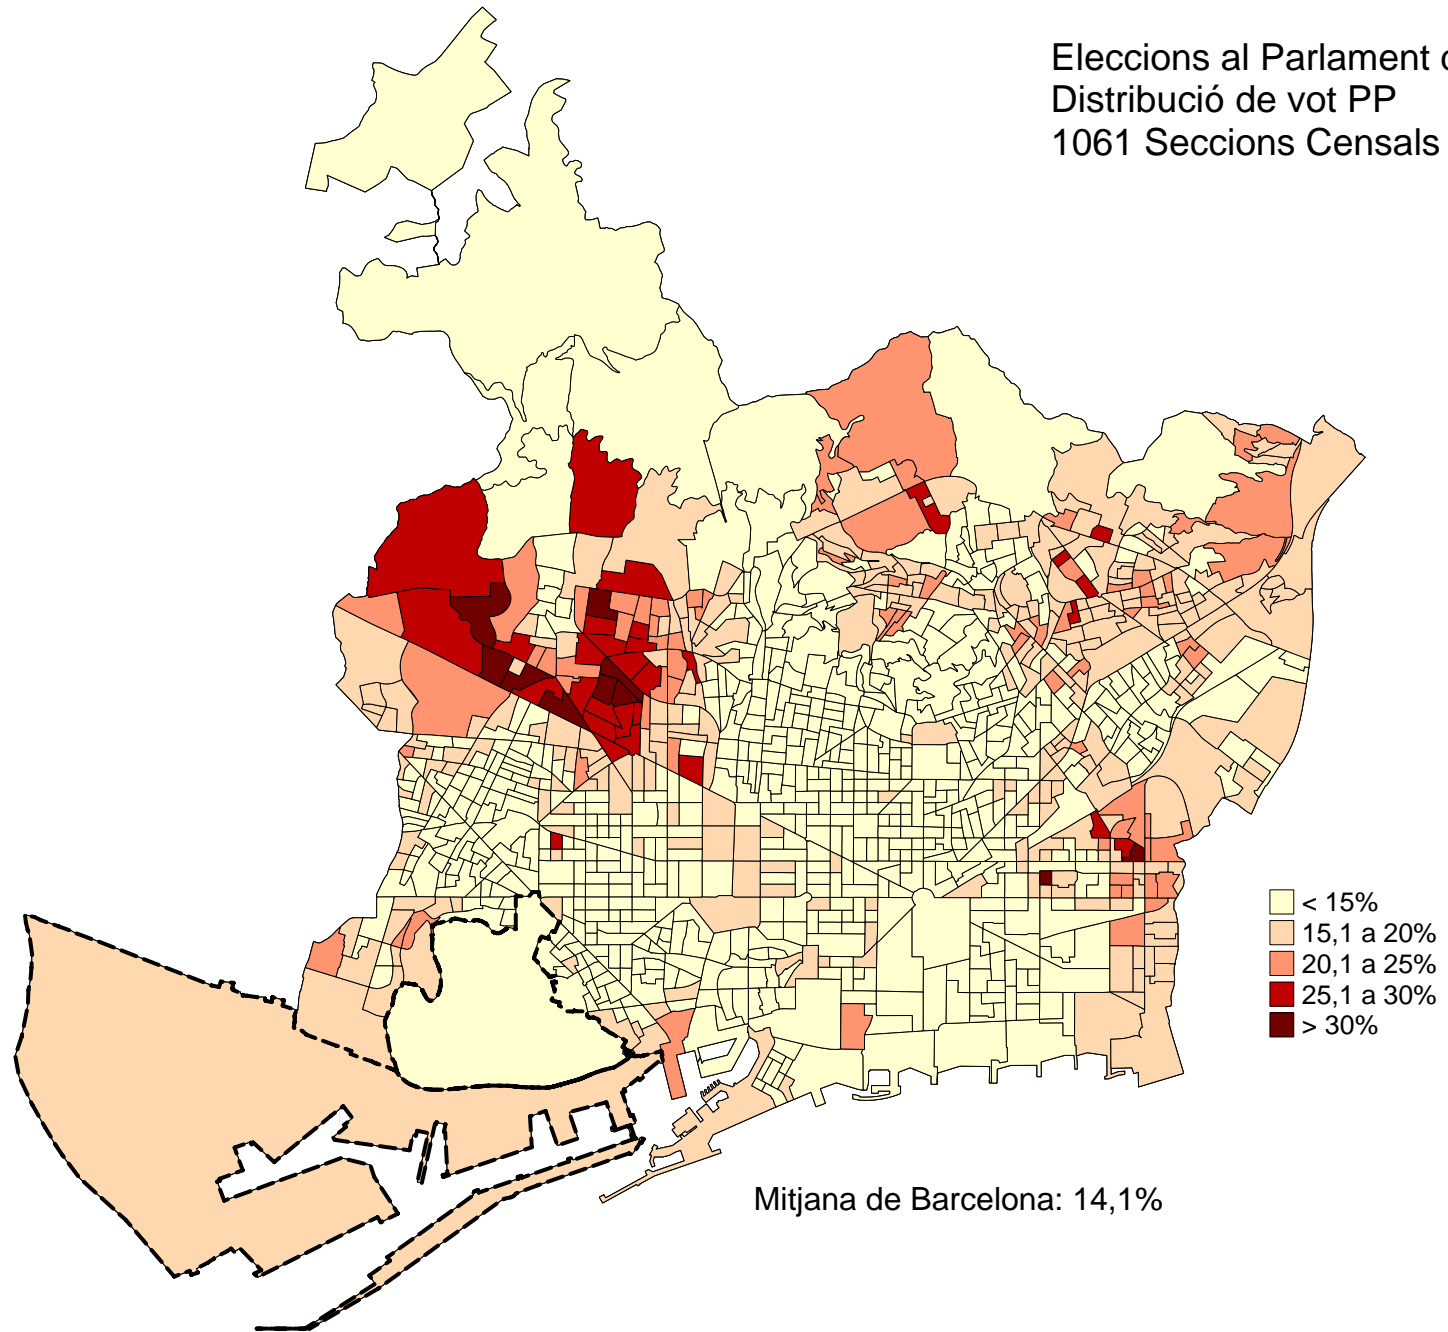 Eleccions al Parlament
Distribució de vot PP
1061 Seccions Censals
< 15%
15,1 a 20%
20,1 a 25%
25,1 a 30%
> 30%
Mitjana de Barcelona: 14,1%